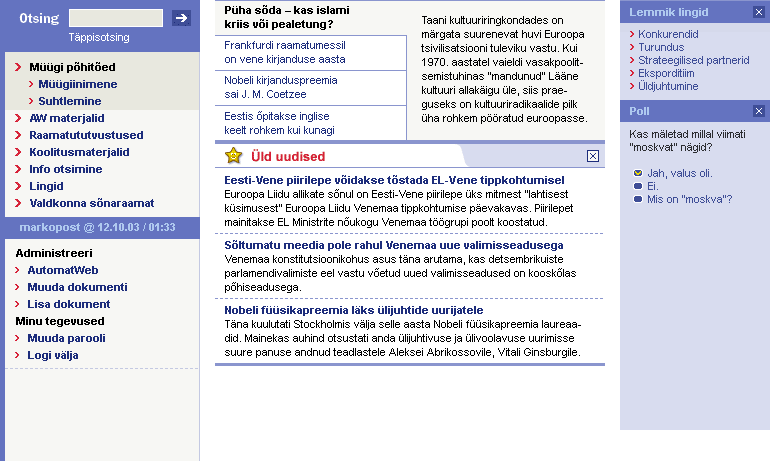 Otsing
Täppisotsing
Müügi põhitõed
Müügiinimene
Suhtlemine
AW materjalid
Raamatututvustused
Koolitusmaterjalid
Info otsimine
Lingid
Valdkonna sõnaraamat
markopost @ 12.10.03 / 01:33
Administreeri
AutomatWeb
Muuda dokumenti
Lisa dokument
Minu tegevused
Muuda parooli
Logi välja
Püha sõda – kas islami
kriis või pealetung?
Frankfurdi raamatumessil
on vene kirjanduse aasta
Nobeli kirjanduspreemia
sai J. M. Coetzee
Eestis õpitakse inglise
keelt rohkem kui kunagi
Taani kultuuriringkondades on
märgata suurenevat huvi Euroopa
tsivilisatsiooni tuleviku vastu. Kui
1970. aastatel vaieldi vasakpoolit-
semistuhinas "mandunud" Lääne
kultuuri allakäigu üle, siis prae-
guseks on kultuuriradikaalide pilk
üha rohkem pööratud euroopasse.
Üld uudised
Eesti-Vene piirilepe võidakse tõstada EL-Vene tippkohtumisel
Euroopa Liidu allikate sõnul on Eesti-Vene piirilepe üks mitmest "lahtisest
küsimusest" Euroopa Liidu Venemaa tippkohtumise päevakavas. Piirilepet
mainitakse EL Ministrite nõukogu Venemaa töögrupi poolt koostatud.
Sõltumatu meedia pole rahul Venemaa uue valimisseadusega
Venemaa konstitutsioonikohus asus täna arutama, kas detsembrikuiste
parlamendivalimiste eel vastu võetud uued valimisseadused on kooskõlas
põhiseadusega.
Nobeli füüsikapreemia läks ülijuhtide uurijatele
Täna kuulutati Stockholmis välja selle aasta Nobeli füüsikapreemia laureaa-
did. Mainekas auhind otsustati anda ülijuhtivuse ja ülivoolavuse uurimisse
suure panuse andnud teadlastele Aleksei Abrikossovile, Vitali Ginsburgile.
Lemmik lingid
Konkurendid
Turundus
Strateegilised partnerid
Eksporditiim
Üldjuhtumine
Poll
Kas mäletad millal viimati
"moskvat" nägid?
Jah, valus oli.
Ei.
Mis on "moskva"?